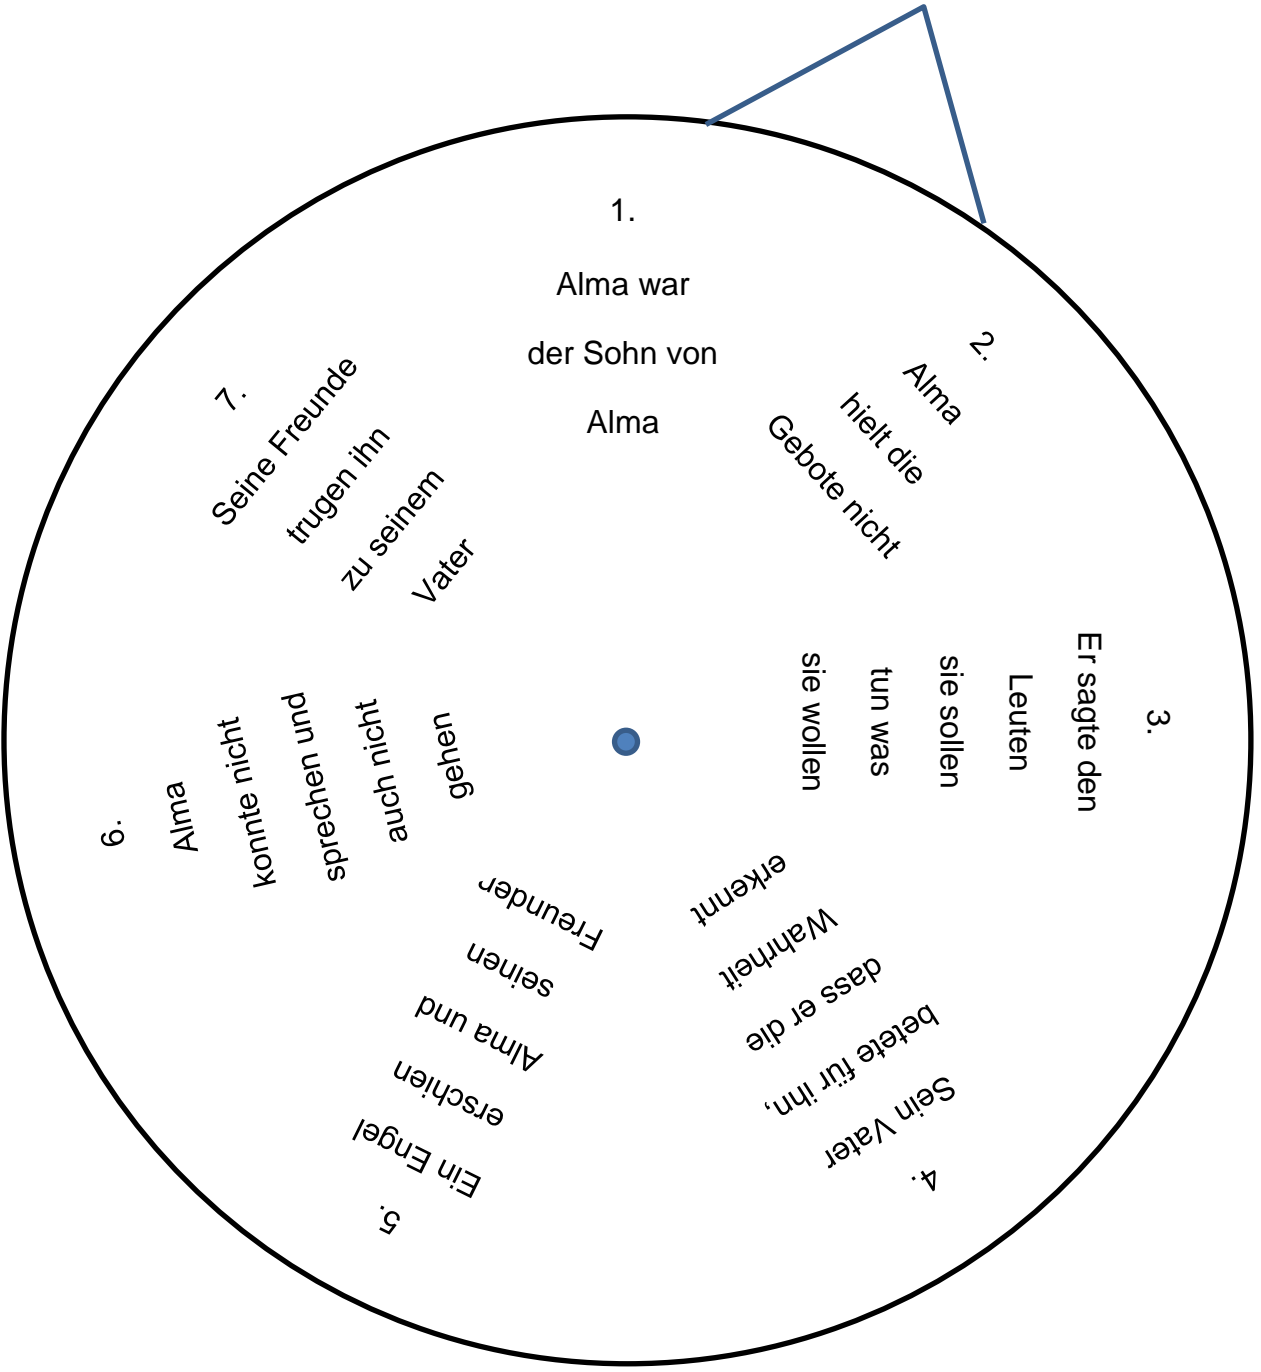 1.
Alma war
der Sohn von
Alma
2.
Alma
hielt die
Gebote nicht
3.
Er sagte den
Leuten
sie sollen
tun was
sie wollen
4.
Sein Vater
betete für ihn,
dass er die
Wahrheit
erkennt
5.
Ein Engel
erschien
Alma und
seinen
Freunder
6.
Alma
konnte nicht
sprechen und
auch nicht
gehen
7.
Seine Freunde
trugen ihn
zu seinem
Vater